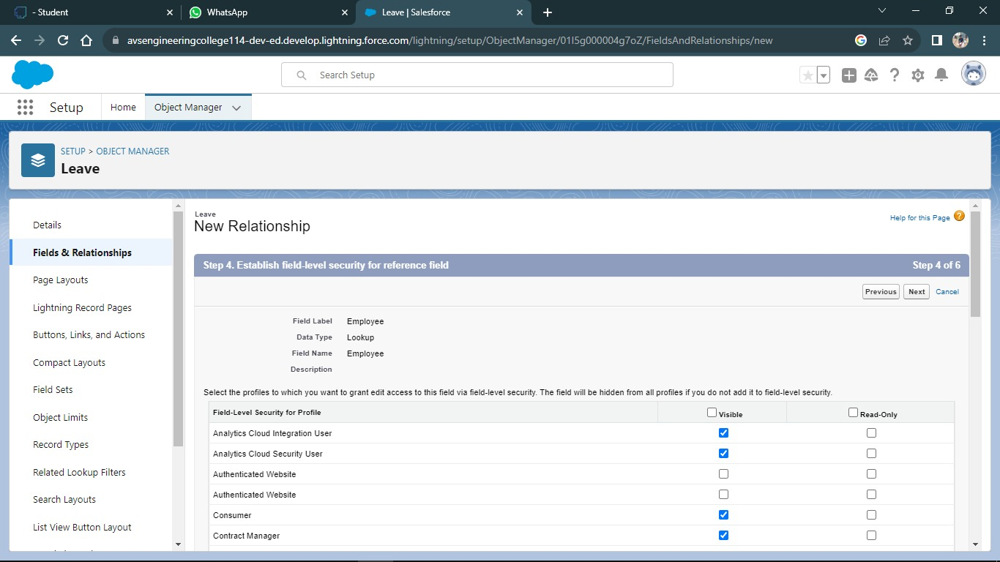 - Student
WhatsApp
Leave | Salesforce
avsengineeringcollege114-dev-ed.develop.lightning.force.com/lightning/setup/ObjectManager/01I5g000004g7oZ/FieldsAndRelationships/new
Search Setup
Setup
Home
Object Manager
SETUP > OBJECT MANAGER
Leave
Details
Fields & Relationships
Page Layouts
Lightning Record Pages
Buttons, Links, and Actions
Compact Layouts
Field Sets
Object Limits
Record Types
Related Lookup Filters
Search Layouts
List View Button Layout
Leave
New Relationship
Help for this Page
Step 4. Establish field-level security for reference field Step 4 of 6
Previous Next Cancel
Field Label Employee
Data Type Lookup
Field Name Employee
Description
Select the profiles to which you want to grant edit access to this field via field-level security. The field will be hidden from all profiles if you do not add it to field-level security.
Field-Level Security for Profile Visible Read-Only
Analytics Cloud Integration User
Analytics Cloud Security User
Authenticated Website
Authenticated Website
Consumer
Contract Manager